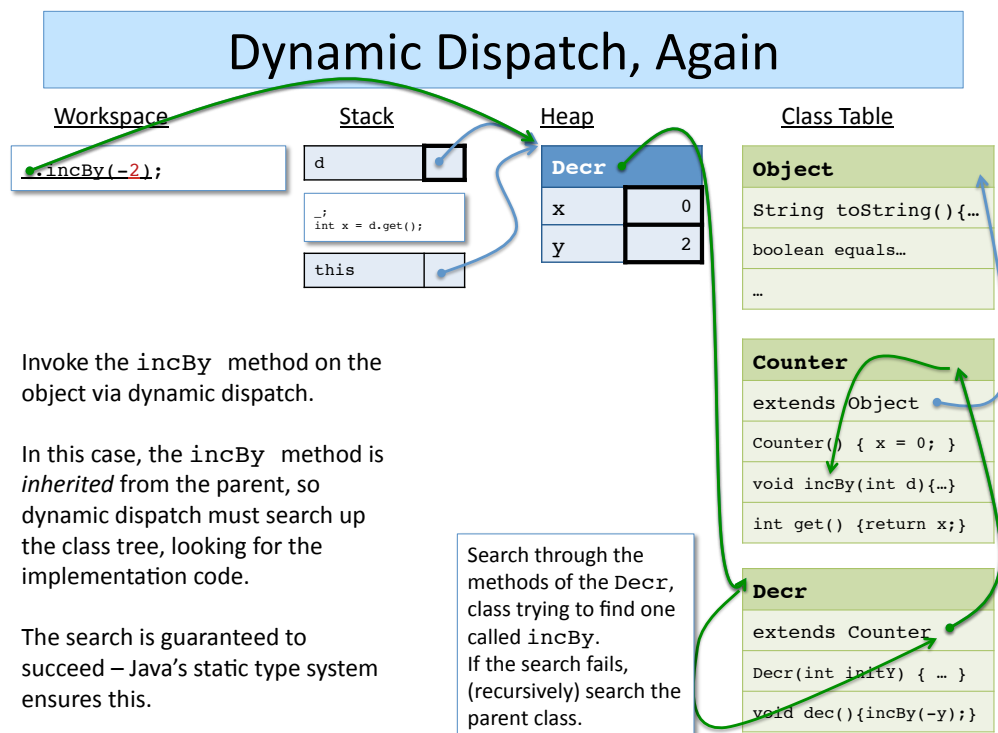 Dynamic Dispatch, Again
Workspace
Stack
Heap
Class Table
.incBy(-2);
d
_;
int x = d.get();
this
Decr
x 0
y 2
Object
String toString(){…
boolean equals…
…
Counter
extends Object
Counter() { x = 0; }
void incBy(int d){…}
int get() {return x;}
Decr
extends Counter
Decr(int initY) { … }
void dec(){incBy(-y);}
Invoke the incBy method on the
object via dynamic dispatch.
In this case, the incBy method is
inherited from the parent, so
dynamic dispatch must search up
the class tree, looking for the
implementation code.
The search is guaranteed to
succeed – Java's static type system
ensures this.
Search through the
methods of the Decr,
class trying to find one
called incBy.
If the search fails,
(recursively) search the
parent class.